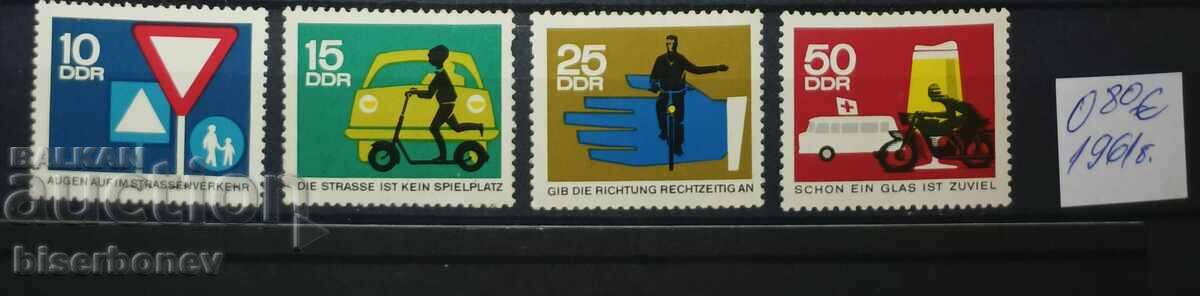 10
DDR
AUGEN AUF IM STRASSENVERKEHR
15
DDR
DIE STRASSE IST KEIN SPIELPLATZ
25
DDR
GIB DIE RICHTUNG RECHTZEITIG AN
50
DDR
SCHON EIN GLAS IST ZUVIEL
0 80 €
1961г.
BALKAN
auction
biserbonev